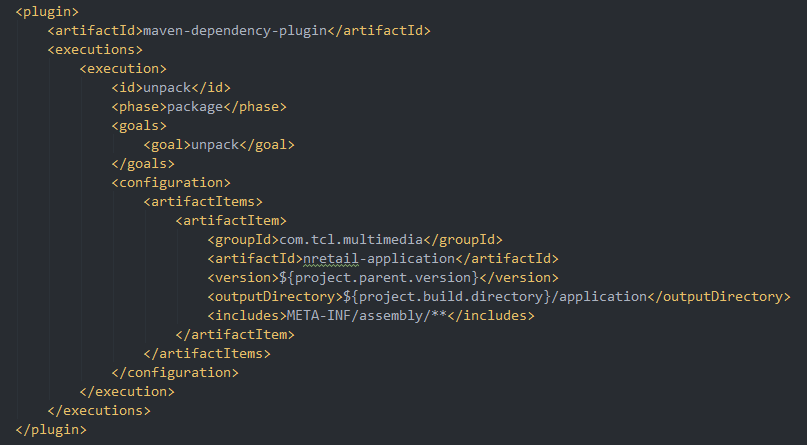 <plugin>
<artifactId>maven-dependency-plugin</artifactId>
<executions>
<execution>
<id>unpack</id>
<phase>package</phase>
<goals>
<goal>unpack</goal>
</goals>
<configuration>
<artifactItems>
<artifactItem>
<groupId>com.tcl.multimedia</groupId>
<artifactId>nretail-application</artifactId>
<version>${project.parent.version}</version>
<outputDirectory>${project.build.directory}/application</outputDirectory>
<includes>META-INF/assembly/**</includes>
</artifactItem>
</artifactItems>
</configuration>
</execution>
</executions>
</plugin>